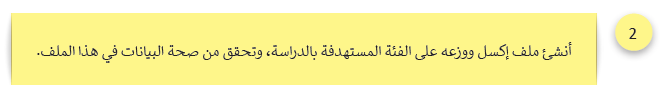 2
أنشئ ملف إكسل ووزعه على الفئة المستهدفة بالدراسة، وتحقق من صحة البيانات في هذا الملف.